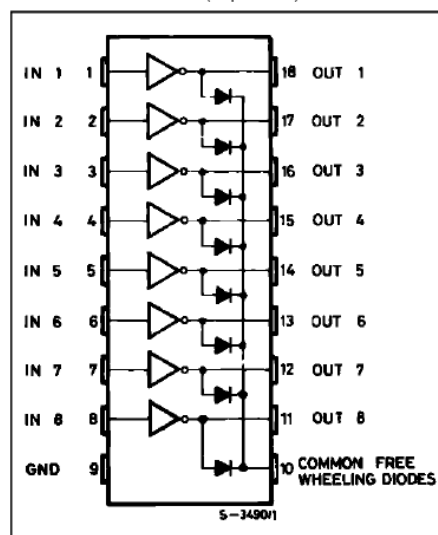 IN 1 1 18 OUT 1
IN 2 2 17 OUT 2
IN 3 3 16 OUT 3
IN 4 4 15 OUT 4
IN 5 5 14 OUT 5
IN 6 6 13 OUT 6
IN 7 7 12 OUT 7
IN 8 8 11 OUT 8
GND 9 10 COMMON FREE
WHEELING DIODES
S-3490/1